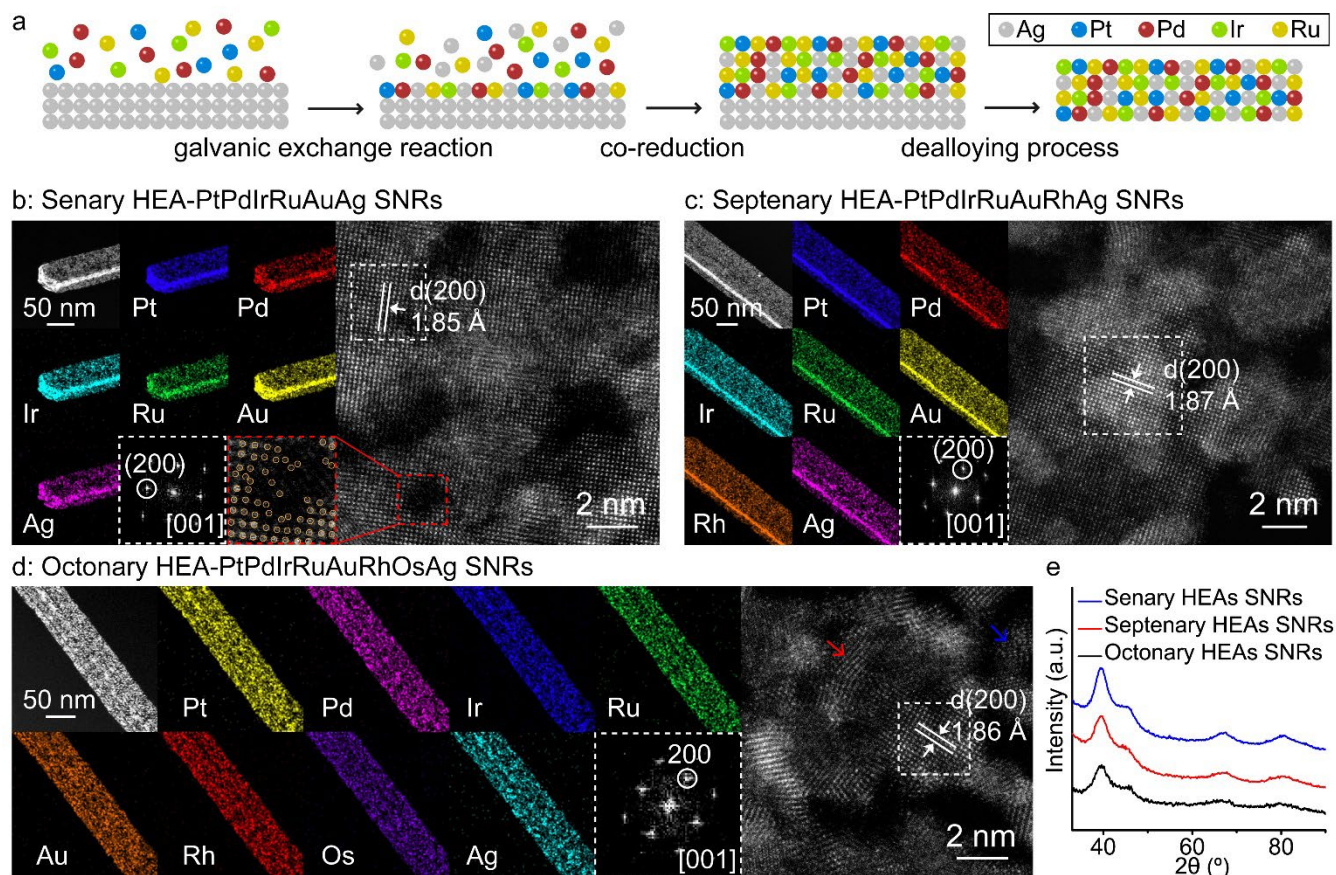 a
Ag Pt Pd Ir Ru
galvanic exchange reaction co-reduction dealloying process
b: Senary HEA-PtPdIrRuAuAg SNRs
50 nm Pt Pd
Ir Ru Au
Ag
(200)
[001]
d(200)
1.85 Å
2 nm
c: Septenary HEA-PtPdIrRuAuRhAg SNRs
50 nm Pt Pd
Ir Ru Au
Rh Ag
(200)
[001]
d(200)
1.87 Å
2 nm
d: Octonary HEA-PtPdIrRuAuRhOsAg SNRs
50 nm Pt Pd Ir Ru
Au Rh Os Ag
200
[001]
d(200)
1.86 Å
2 nm
e
Senary HEAs SNRs
Septenary HEAs SNRs
Octonary HEAs SNRs
Intensity (a.u.)
40 60 80
2θ (º)